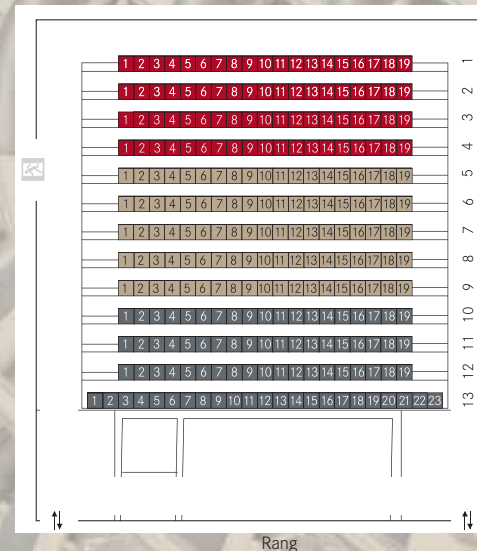 1 2 3 4 5 6 7 8 9 10 11 12 13 14 15 16 17 18 19 1
1 2 3 4 5 6 7 8 9 10 11 12 13 14 15 16 17 18 19 2
1 2 3 4 5 6 7 8 9 10 11 12 13 14 15 16 17 18 19 3
1 2 3 4 5 6 7 8 9 10 11 12 13 14 15 16 17 18 19 4
1 2 3 4 5 6 7 8 9 10 11 12 13 14 15 16 17 18 19 5
1 2 3 4 5 6 7 8 9 10 11 12 13 14 15 16 17 18 19 6
1 2 3 4 5 6 7 8 9 10 11 12 13 14 15 16 17 18 19 7
1 2 3 4 5 6 7 8 9 10 11 12 13 14 15 16 17 18 19 8
1 2 3 4 5 6 7 8 9 10 11 12 13 14 15 16 17 18 19 9
1 2 3 4 5 6 7 8 9 10 11 12 13 14 15 16 17 18 19 10
1 2 3 4 5 6 7 8 9 10 11 12 13 14 15 16 17 18 19 11
1 2 3 4 5 6 7 8 9 10 11 12 13 14 15 16 17 18 19 12
1 2 3 4 5 6 7 8 9 10 11 12 13 14 15 16 17 18 19 20 21 22 23 13
Rang